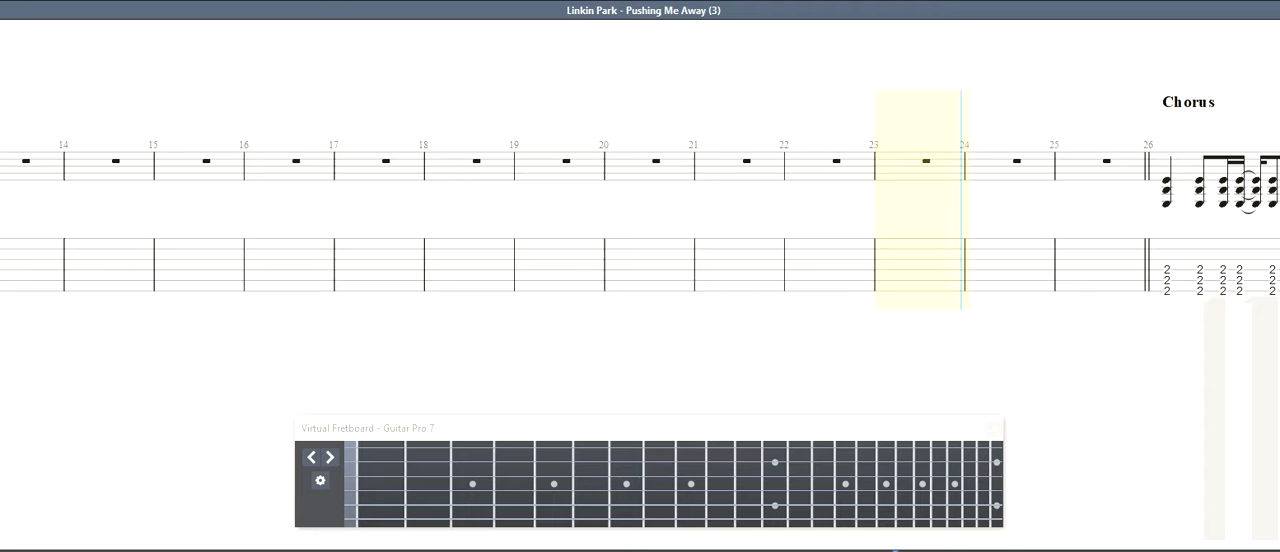 Linkin Park - Pushing Me Away (3)
Chorus
14 15 16 17 18 19 20 21 22 23 24 25 26
2 2 2 2 2
2 2 2 2 2
2 2 2 2 2
Virtual Fretboard - Guitar Pro 7